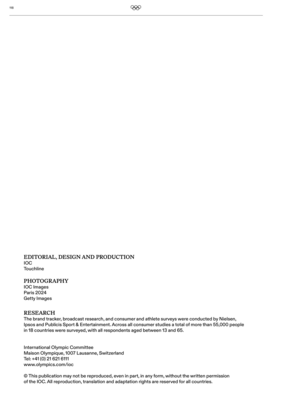 EDITORIAL, DESIGN AND PRODUCTION
IOC
Touchline
PHOTOGRAPHY
IOC Images
Paris 2024
Getty Images
RESEARCH
The brand tracker, broadcast research, and consumer and athlete surveys were conducted by Nielsen,
Ipsos and Publicis Sport & Entertainment. Across all consumer studies a total of more than 55,000 people
in 18 countries were surveyed, with all respondents aged between 13 and 65.
International Olympic Committee
Maison Olympique, 1007 Lausanne, Switzerland
Tel: +41 (0) 21 621 6111
www.olympics.com/ioc
© This publication may not be reproduced, even in part, in any form, without the written permission
of the IOC. All reproduction, translation and adaptation rights are reserved for all countries.